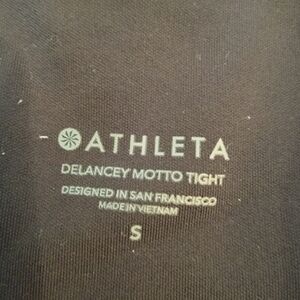 ATHLETA
DELANCEY MOTTO TIGHT
DESIGNED IN SAN FRANCISCO
MADE IN VIETNAM
S